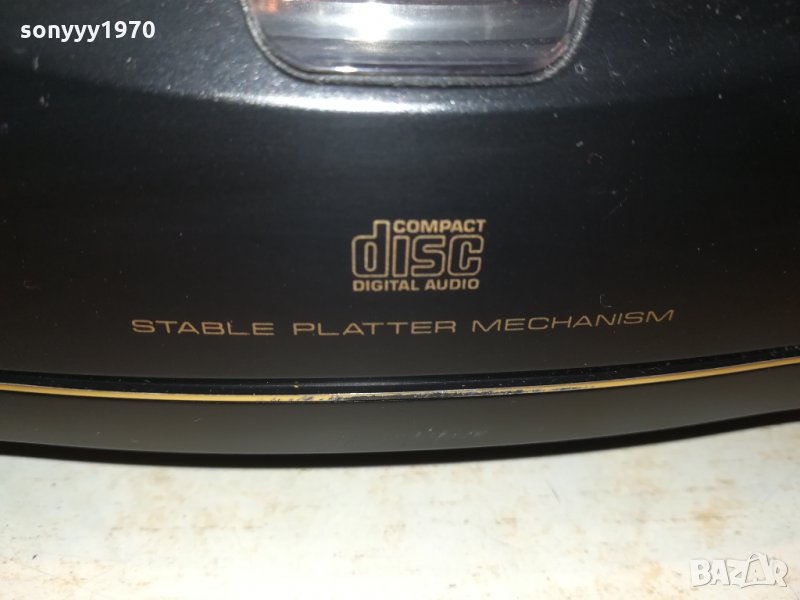 sonyyy1970
COMPACT
disc
DIGITAL AUDIO
STABLE PLATTER MECHANISM
BAZAR